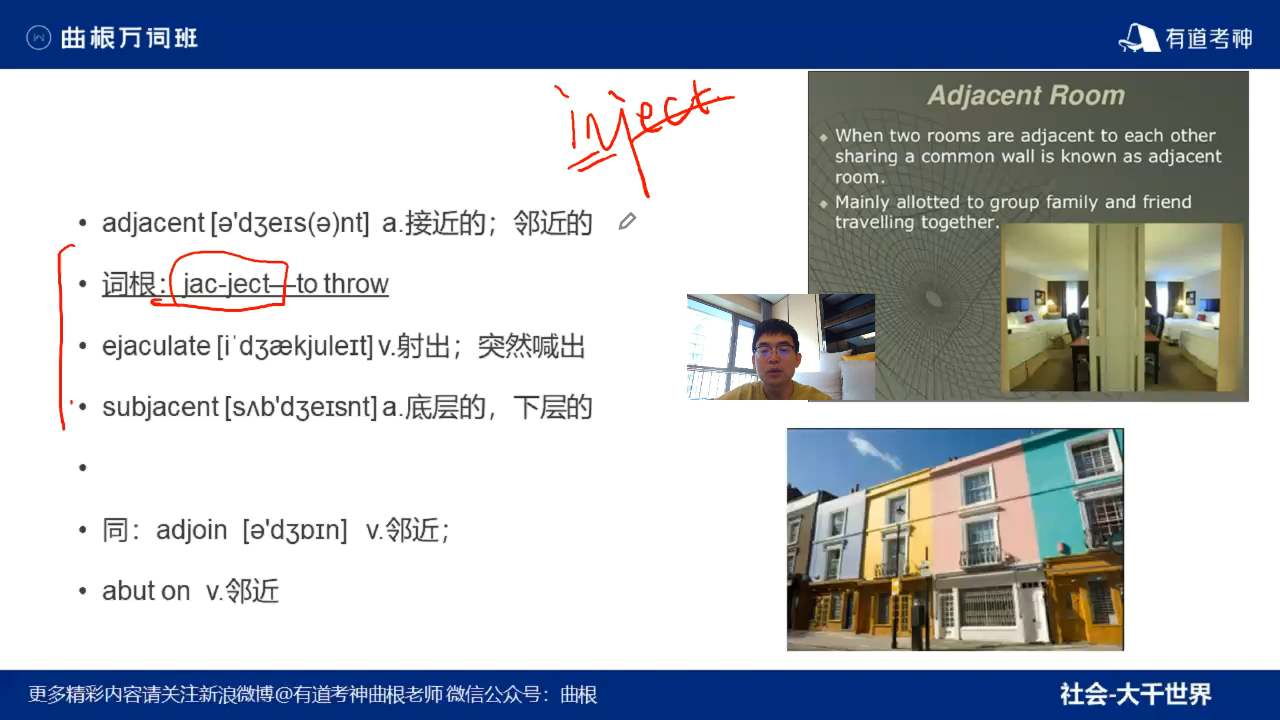 曲根万词班
有道考神
inject
adjacent [ə'dʒeɪs(ə)nt] a.接近的；邻近的
词根：jac-ject—to throw
ejaculate [iˈdʒækjuleɪt] v.射出；突然喊出
subjacent [sʌb'dʒeɪsnt] a.底层的，下层的
同：adjoin [ə'dʒɒɪn] v.邻近；
abut on v.邻近
Adjacent Room
When two rooms are adjacent to each other
sharing a common wall is known as adjacent
room.
Mainly allotted to group family and friend
travelling together.
更多精彩内容请关注新浪微博@有道考神曲根老师 微信公众号：曲根
社会-大千世界